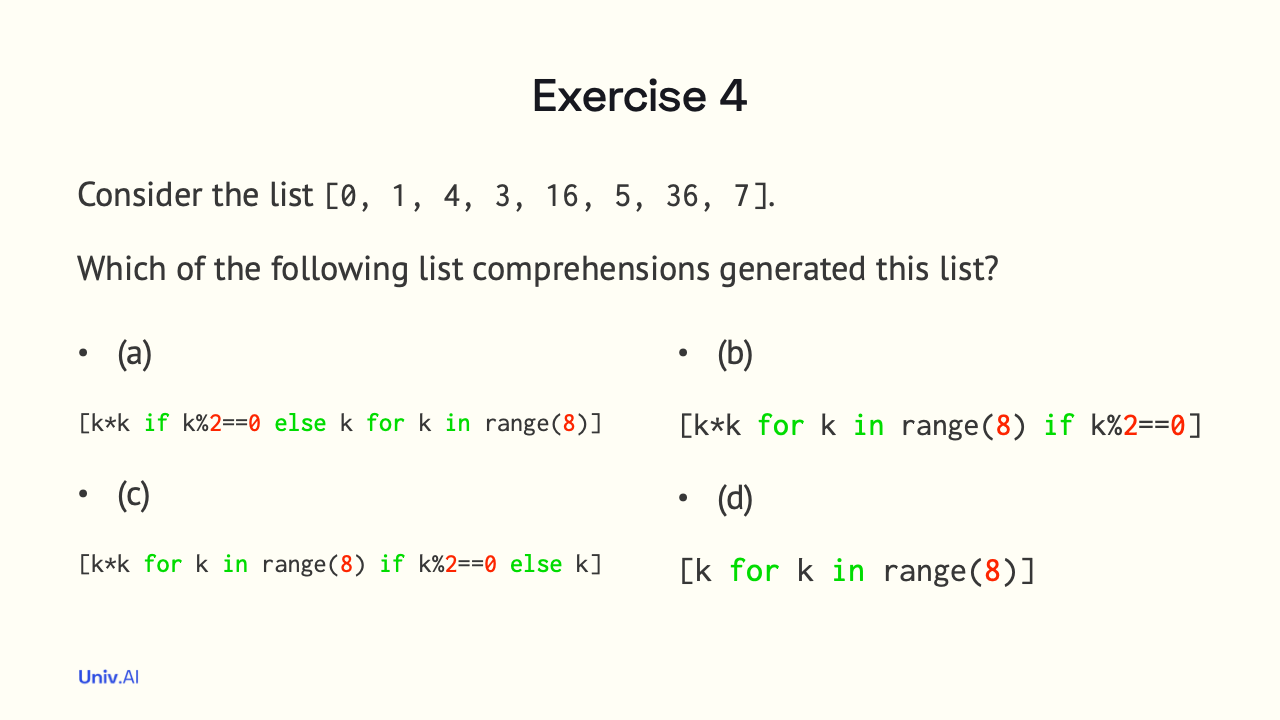 Exercise 4
Consider the list [0, 1, 4, 3, 16, 5, 36, 7].
Which of the following list comprehensions generated this list?
• (a)
[k*k if k%2==0 else k for k in range(8)]
• (c)
[k*k for k in range(8) if k%2==0 else k]
• (b)
[k*k for k in range(8) if k%2==0]
• (d)
[k for k in range(8)]
Univ.AI